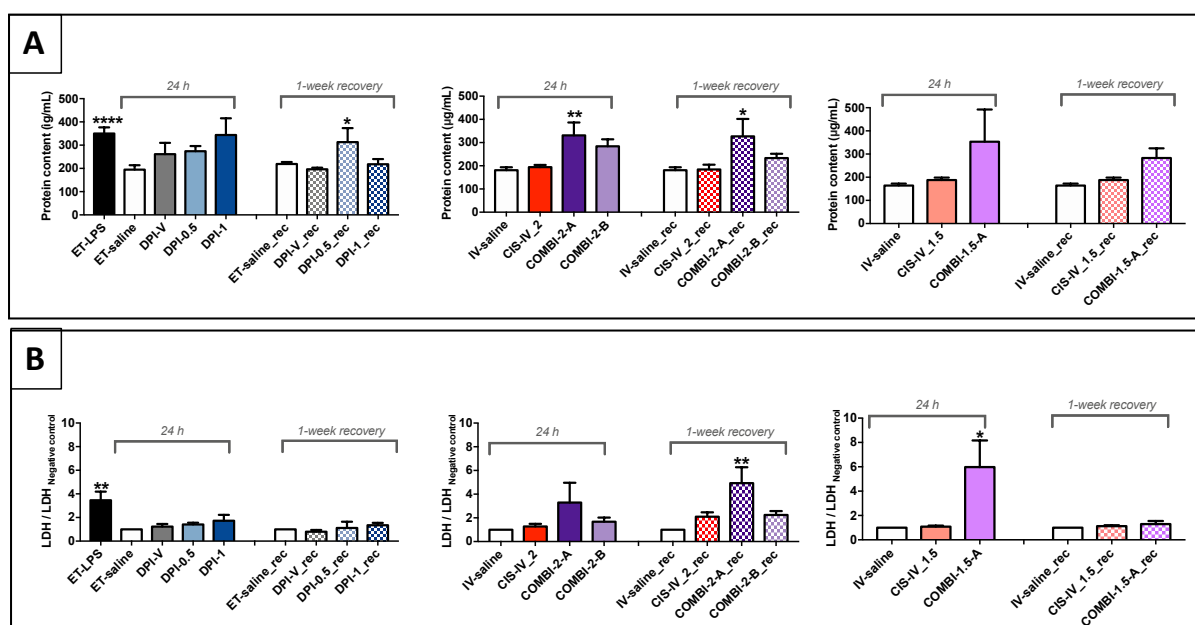 A
24 h
1-week recovery
Protein content (ig/mL)
500
400
300
200
100
0
****
*
ET-LPS
ET-saline
DPI-V
DPI-0.5
DPI-1
ET-saline_rec
DPI-V_rec
DPI-0.5_rec
DPI-1_rec
24 h
1-week recovery
Protein content (µg/mL)
500
400
300
200
100
0
**
*
IV-saline
CIS-IV_2
COMBI-2-A
COMBI-2-B
IV-saline_rec
CIS-IV_2_rec
COMBI-2-A_rec
COMBI-2-B_rec
24 h
1-week recovery
Protein content (µg/mL)
500
400
300
200
100
0
IV-saline
CIS-IV_1.5
COMBI-1.5-A
IV-saline_rec
CIS-IV_1.5_rec
COMBI-1.5-A_rec
B
24 h
1-week recovery
LDH / LDH Negative control
10
8
6
4
2
0
**
ET-LPS
ET-saline
DPI-V
DPI-0.5
DPI-1
ET-saline_rec
DPI-V_rec
DPI-0.5_rec
DPI-1_rec
24 h
1-week recovery
LDH / LDH Negative control
10
8
6
4
2
0
**
IV-saline
CIS-IV_2
COMBI-2-A
COMBI-2-B
IV-saline_rec
CIS-IV_2_rec
COMBI-2-A_rec
COMBI-2-B_rec
24 h
1-week recovery
LDH / LDH Negative control
10
8
6
4
2
0
*
IV-saline
CIS-IV_1.5
COMBI-1.5-A
IV-saline_rec
CIS-IV_1.5_rec
COMBI-1.5-A_rec